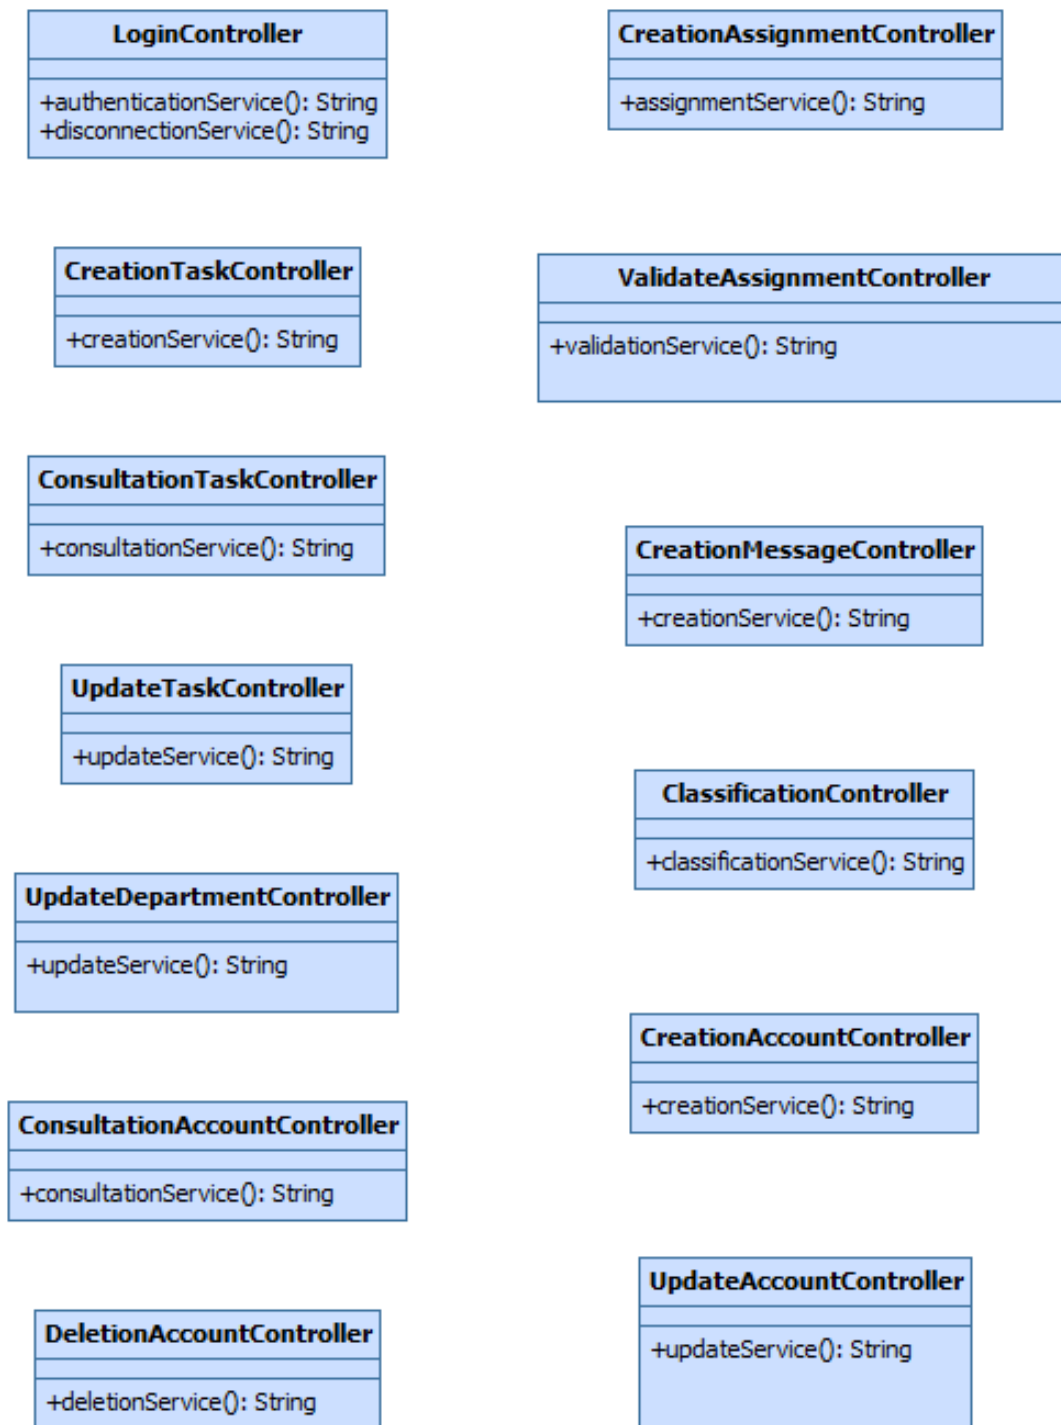 LoginController
+authenticationService(): String
+disconnectionService(): String
CreationTaskController
+creationService(): String
ConsultationTaskController
+consultationService(): String
UpdateTaskController
+updateService(): String
UpdateDepartmentController
+updateService(): String
ConsultationAccountController
+consultationService(): String
DeletionAccountController
+deletionService(): String
CreationAssignmentController
+assignmentService(): String
ValidateAssignmentController
+validationService(): String
CreationMessageController
+creationService(): String
ClassificationController
+classificationService(): String
CreationAccountController
+creationService(): String
UpdateAccountController
+updateService(): String